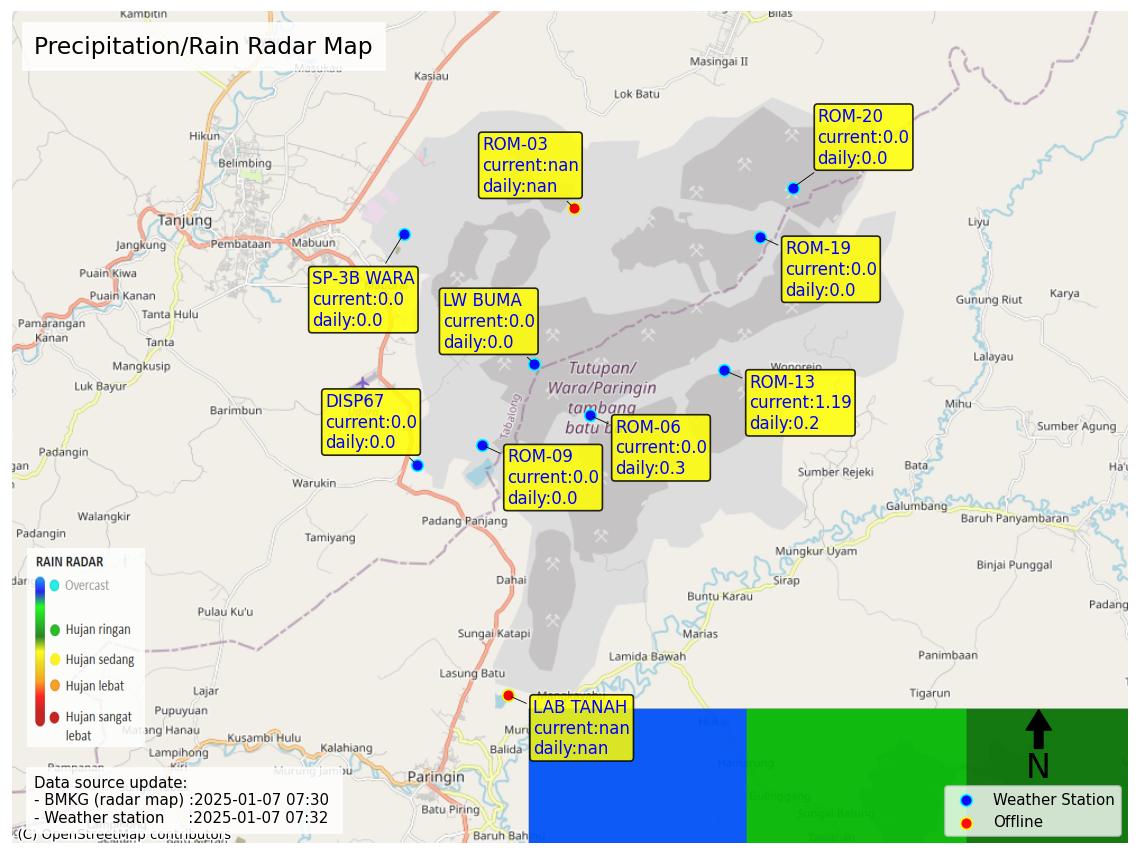 Kambitin
Bilas
Precipitation/Rain Radar Map
Masukau
Kasiau
Masingai II
Lok Batu
ROM-20
current:0.0
daily:0.0
Hikun
ROM-03
current:nan
daily:nan
Belimbing
Tanjung
Liyu
Jangkung
Pembataan
Mabuun
ROM-19
current:0.0
daily:0.0
Puain Kiwa
SP-3B WARA
current:0.0
daily:0.0
Puain Kanan
LW BUMA
current:0.0
daily:0.0
Gunung Riut
Karya
Tanta Hulu
Pamarangan
Kanan
Tanta
Lalayau
Mangkusip
Tutupan/
Wara/Paringin
tambang
batu b
Wonorejo
ROM-13
current:1.19
daily:0.2
Luk Bayur
Barimbun
DISP67
current:0.0
daily:0.0
Tabalong
Mihu
ROM-06
current:0.0
daily:0.3
Sumber Agung
Padangin
ROM-09
current:0.0
daily:0.0
Sumber Rejeki
Bata
Warukin
Galumbang
Walangkir
Padang Panjang
Baruh Panyambaran
Padangin
Tamiyang
Mungkur Uyam
Binjai Punggal
RAIN RADAR
Overcast
Hujan ringan
Hujan sedang
Hujan lebat
Hujan sangat
lebat
Dahai
Sirap
Buntu Karau
Padang
Pulau Ku'u
Sungai Katapi
Marias
Lamida Bawah
Panimbaan
Lasung Batu
Lajar
Tigarun
LAB TANAH
current:nan
daily:nan
Pupuyuan
Matang Hanau
Kusambi Hulu
Lampihong
Kalahiang
Balida
Murung Jambu
Paringin
N
Data source update:
- BMKG (radar map) :2025-01-07 07:30
- Weather station :2025-01-07 07:32
Weather Station
Offline
Batu Piring
(C) OpenStreetMap contributors